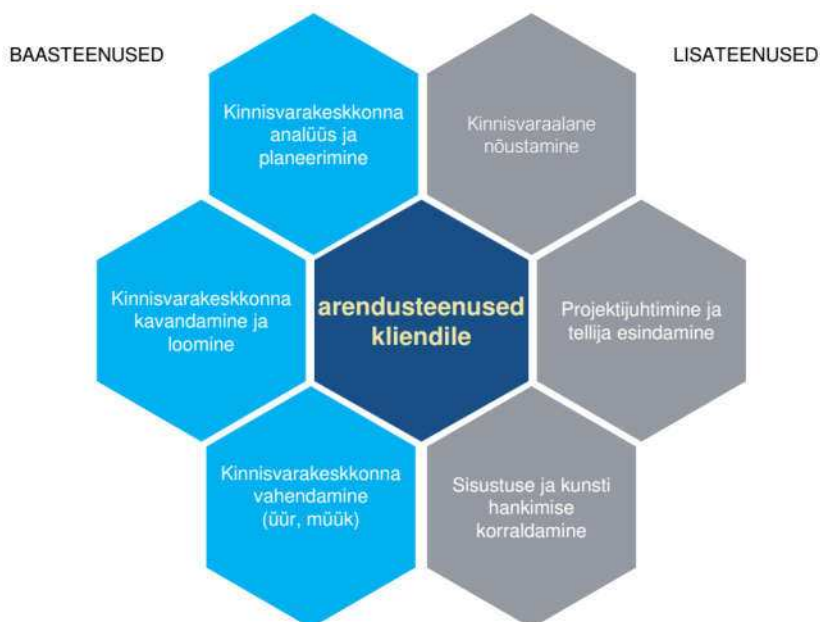 BAASTEENUSED
LISATEENUSED
Kinnisvarakeskkonna
analüüs ja
planeerimine
Kinnisvaraalane
nõustamine
Kinnisvarakeskkonna
kavandamine ja
loomine
arendusteenused
kliendile
Projektijuhtimine ja
tellija esindamine
Kinnisvarakeskkonna
vahendamine
(üür, müük)
Sisustuse ja kunsti
hankimise
korraldamine